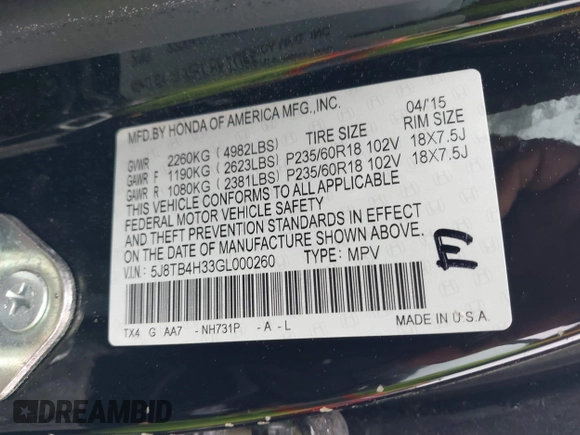 MFD.BY HONDA OF AMERICA MFG.,INC. 04/'15
TIRE SIZE RIM SIZE
GVWR 2260KG ( 4982LBS)
GAWR F 1190KG ( 2623LBS) P235/60R18 102V 18X7.5J
GAWR R 1080KG ( 2381LBS) P235/60R18 102V 18X7.5J
THIS VEHICLE CONFORMS TO ALL APPLICABLE
FEDERAL MOTOR VEHICLE SAFETY
AND THEFT PREVENTION STANDARDS IN EFFECT
ON THE DATE OF MANUFACTURE SHOWN ABOVE.
V.I.N.: 5J8TB4H33GL000260 TYPE: MPV
E
TX4 G AA7 - NH731P - A - L
MADE IN U.S.A.
DREAMBID